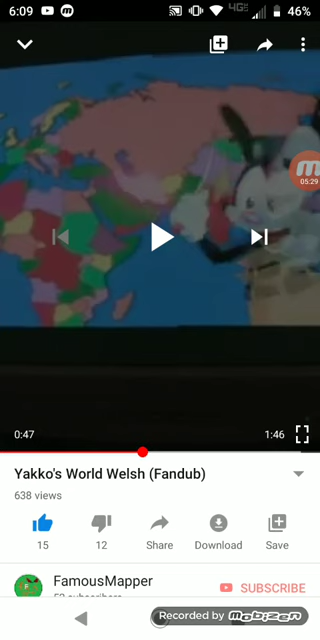 6:09
4G
46%
05:29
0:47
1:46
Yakko's World Welsh (Fandub)
638 views
15
12
Share
Download
Save
FamousMapper
SUBSCRIBE
Recorded by MOBIZEN